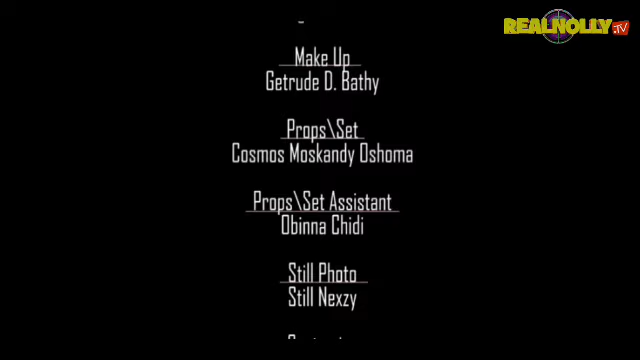 REALNOLLY.TV
Make Up
Getrude D. Bathy
Props\Set
Cosmos Moskandy Oshoma
Props\Set Assistant
Obinna Chidi
Still Photo
Still Nexzy